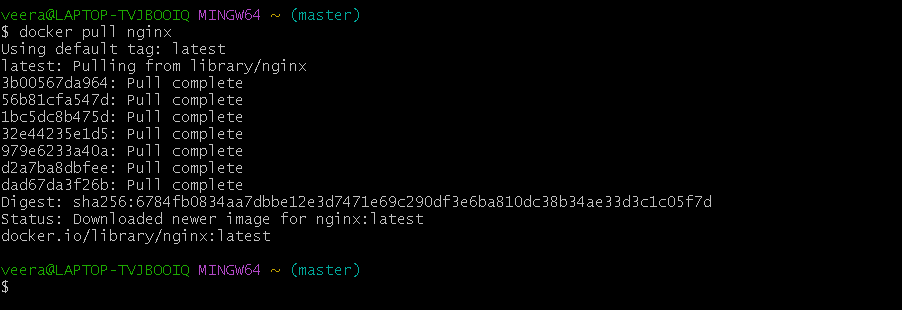 veera@LAPTOP-TVJBOOIQ MINGW64 ~ (master)
$ docker pull nginx
Using default tag: latest
latest: Pulling from library/nginx
3b00567da964: Pull complete
56b81cfa547d: Pull complete
1bc5dc8b475d: Pull complete
32e44235e1d5: Pull complete
979e6233a40a: Pull complete
d2a7ba8dbfee: Pull complete
dad67da3f26b: Pull complete
Digest: sha256:6784fb0834aa7dbbe12e3d7471e69c290df3e6ba810dc38b34ae33d3c1c05f7d
Status: Downloaded newer image for nginx:latest
docker.io/library/nginx:latest
veera@LAPTOP-TVJBOOIQ MINGW64 ~ (master)
$